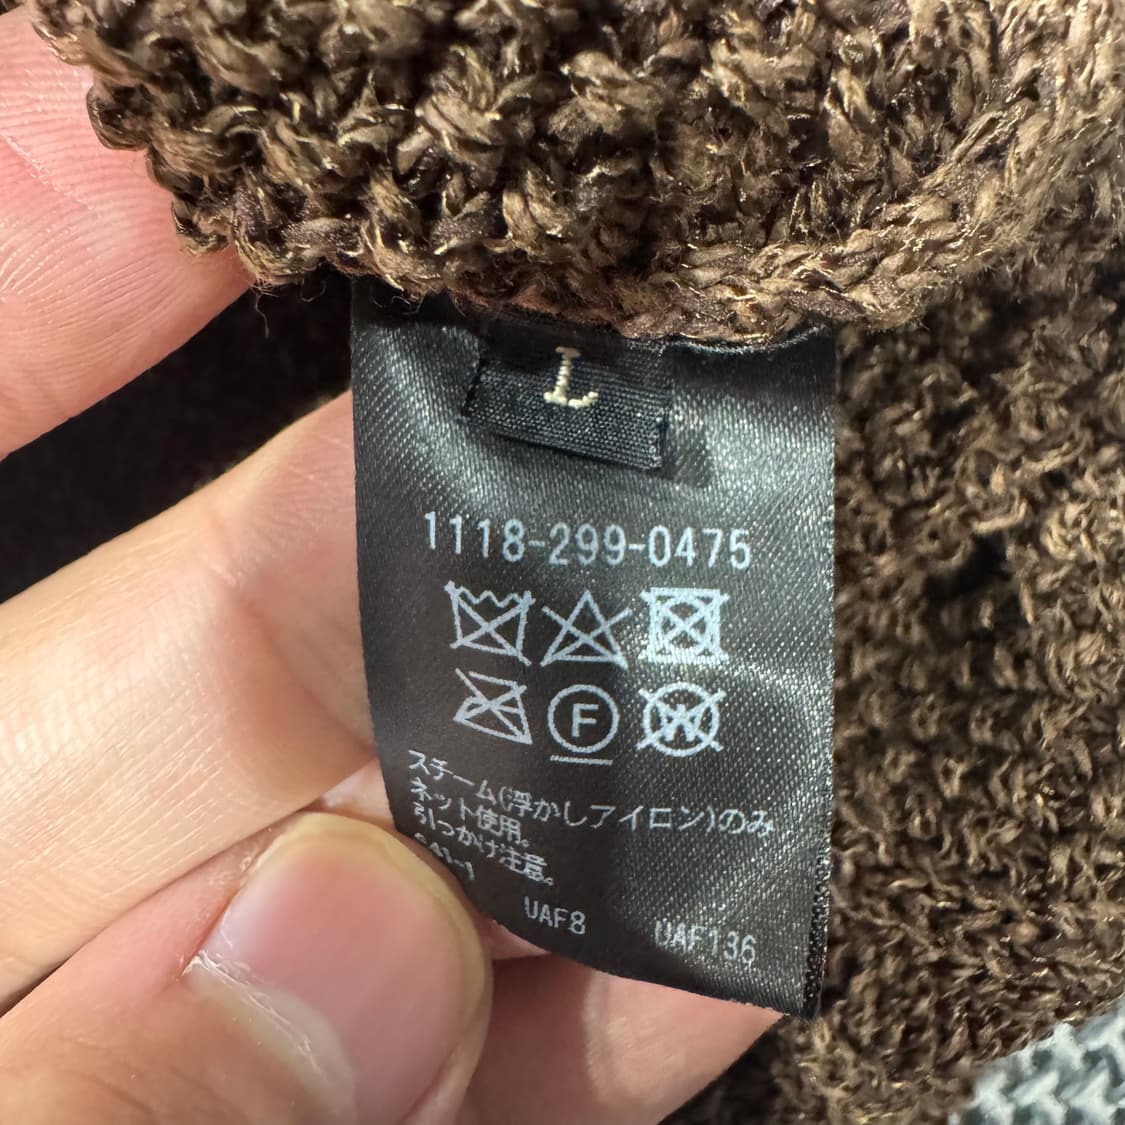 L
1118-299-0475
F
W
スチーム(浮かしアイロン)のみ
ネット使用。
引っかけ注意。
UAF8 UAF136